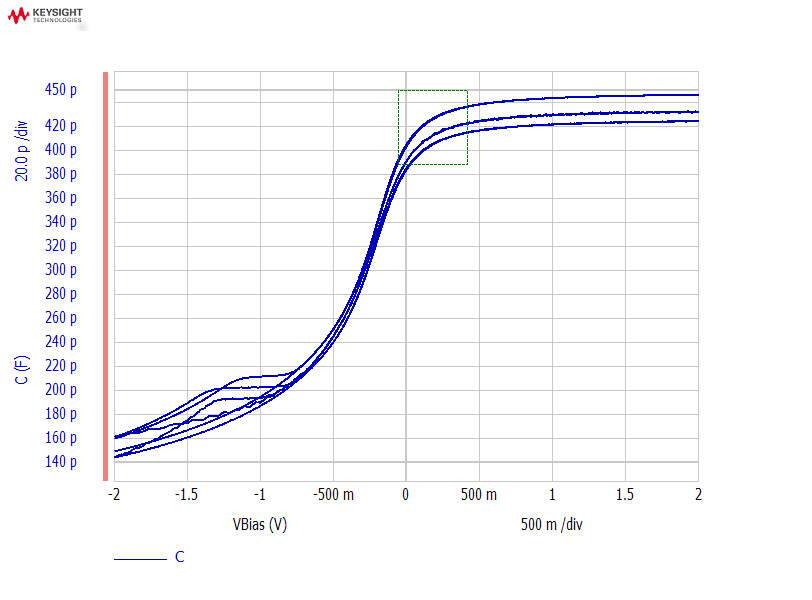 KEYSIGHT
TECHNOLOGIES
450 p
420 p
400 p
380 p
360 p
340 p
320 p
300 p
280 p
260 p
240 p
220 p
200 p
180 p
160 p
140 p
20.0 p /div
C (F)
-2 -1.5 -1 -500 m 0 500 m 1 1.5 2
VBias (V) 500 m /div
C